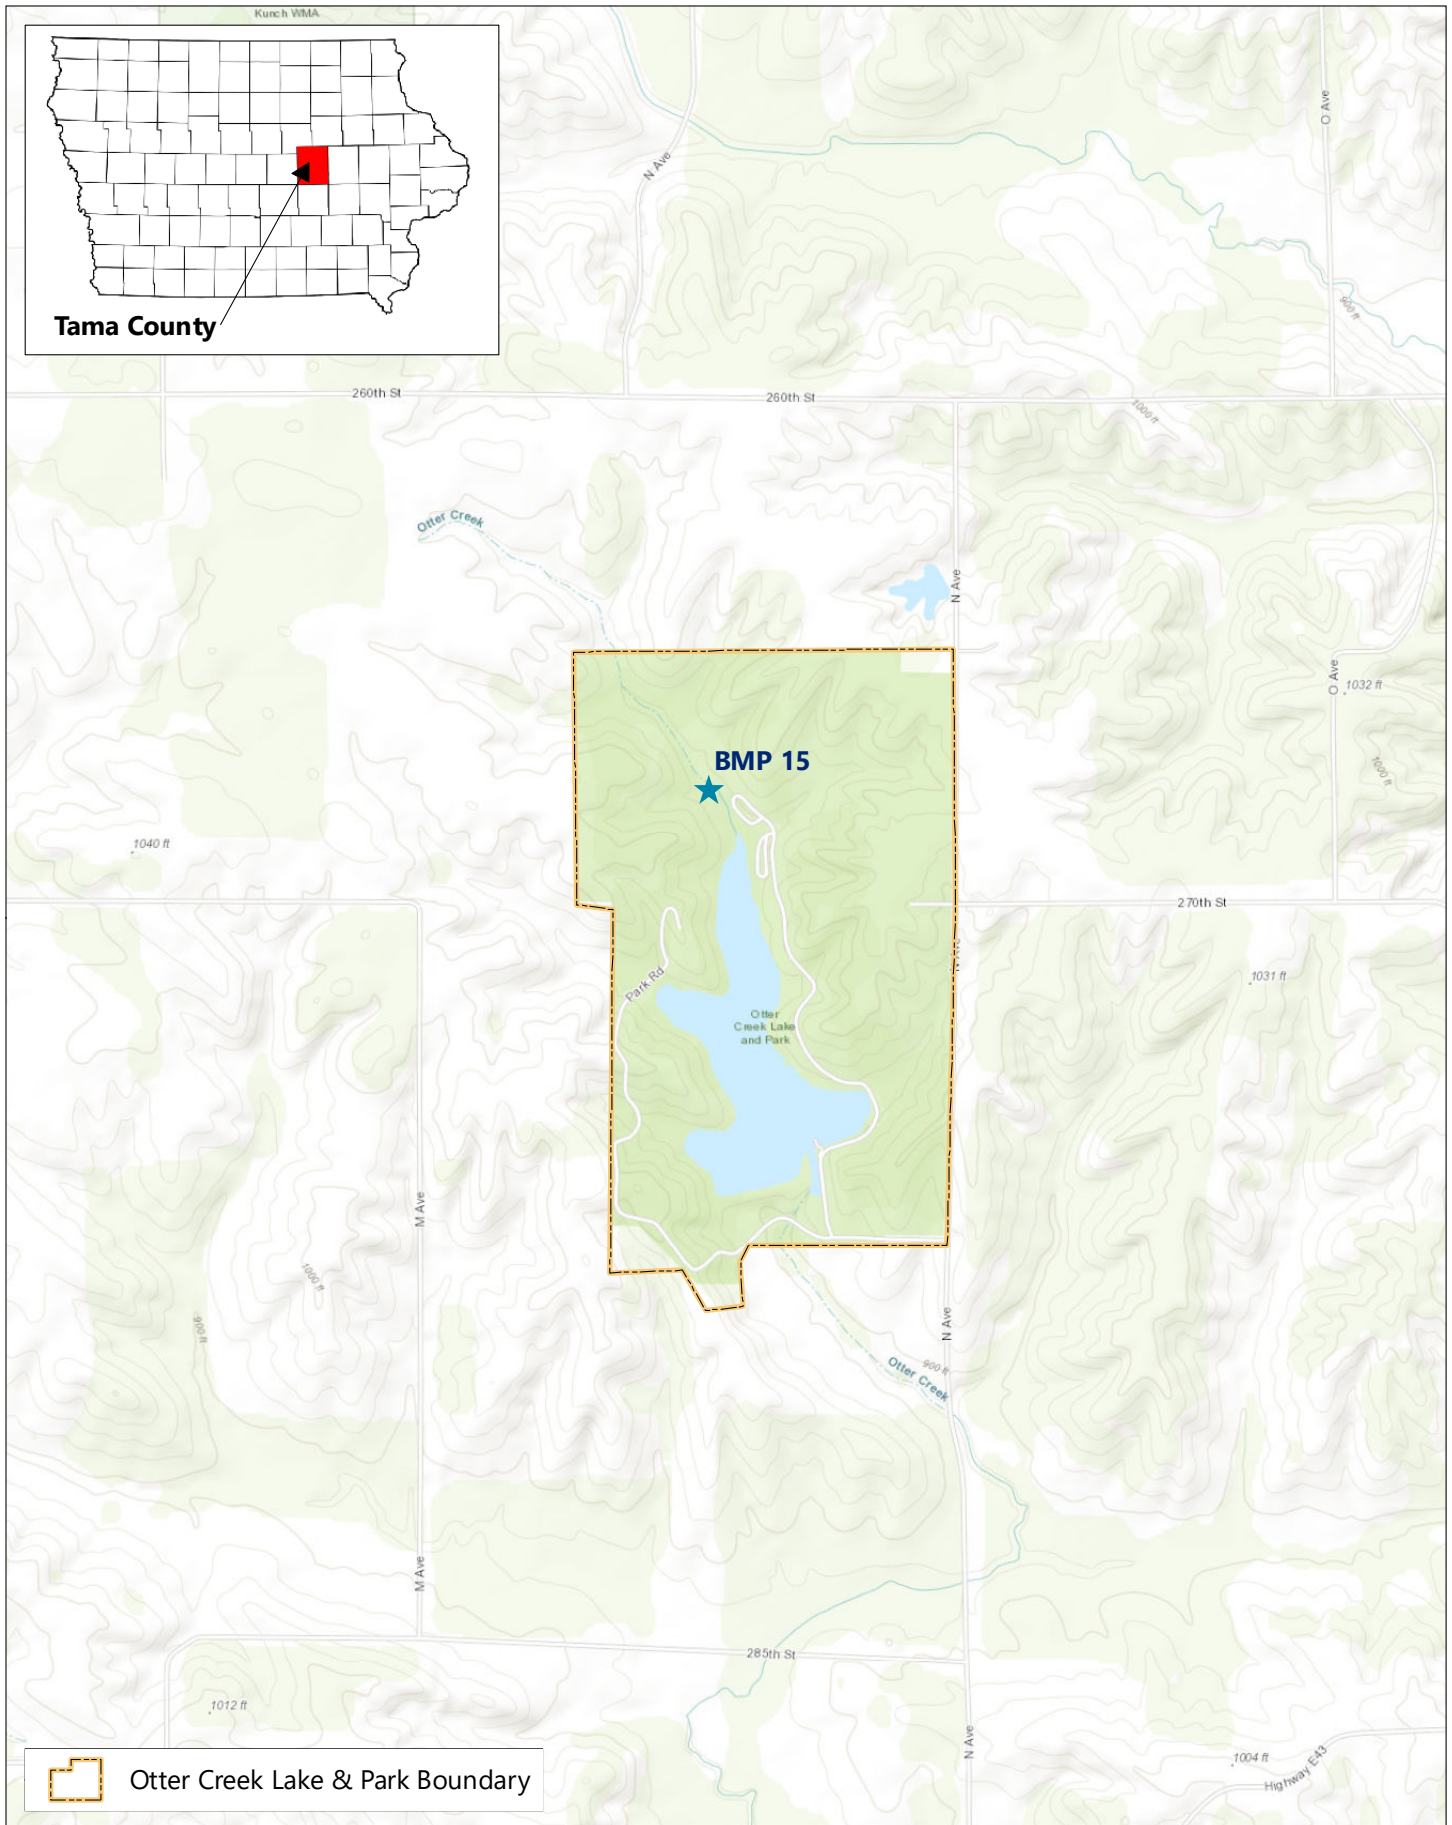 Kunch WMA
Tama County
N Ave
O Ave
900 ft
260th St
260th St
1000 ft
Otter Creek
N Ave
O Ave
1032 ft
BMP 15
1000 ft
1040 ft
270th St
N Ave
1031 ft
Park Rd
Otter
Creek Lake
and Park
M Ave
1000 ft
900 ft
N Ave
900 ft
Otter Creek
M Ave
285th St
1012 ft
N Ave
1004 ft
Highway E43
Otter Creek Lake & Park Boundary